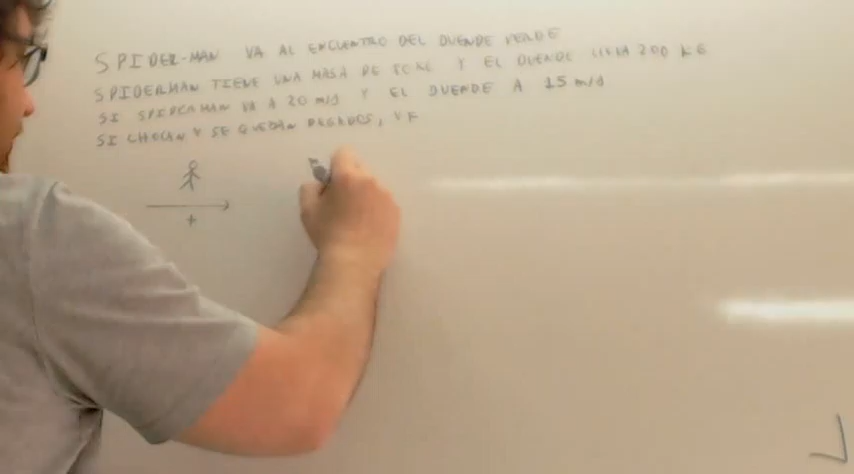 SPIDER-MAN VA AL ENCUENTRO DEL DUENDE VERDE
SPIDERMAN TIENE UNA MASA DE Y EL DUENDE 200 KG
SI SPIDERMAN VA A 20 m/s Y EL DUENDE A 15 m/s
SI CHOCAN Y SE QUEDAN PEGADOS, VF
+